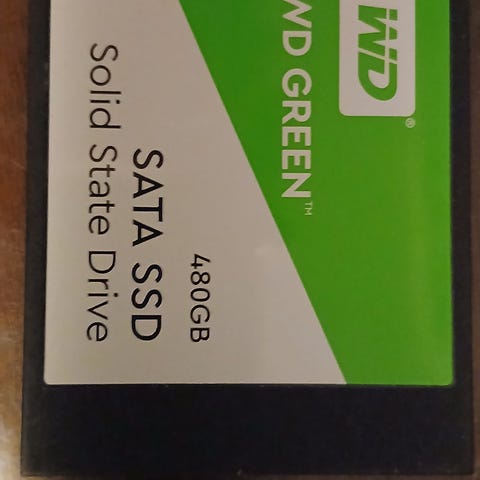 WD®
WD GREEN™
480GB
SATA SSD
Solid State Drive